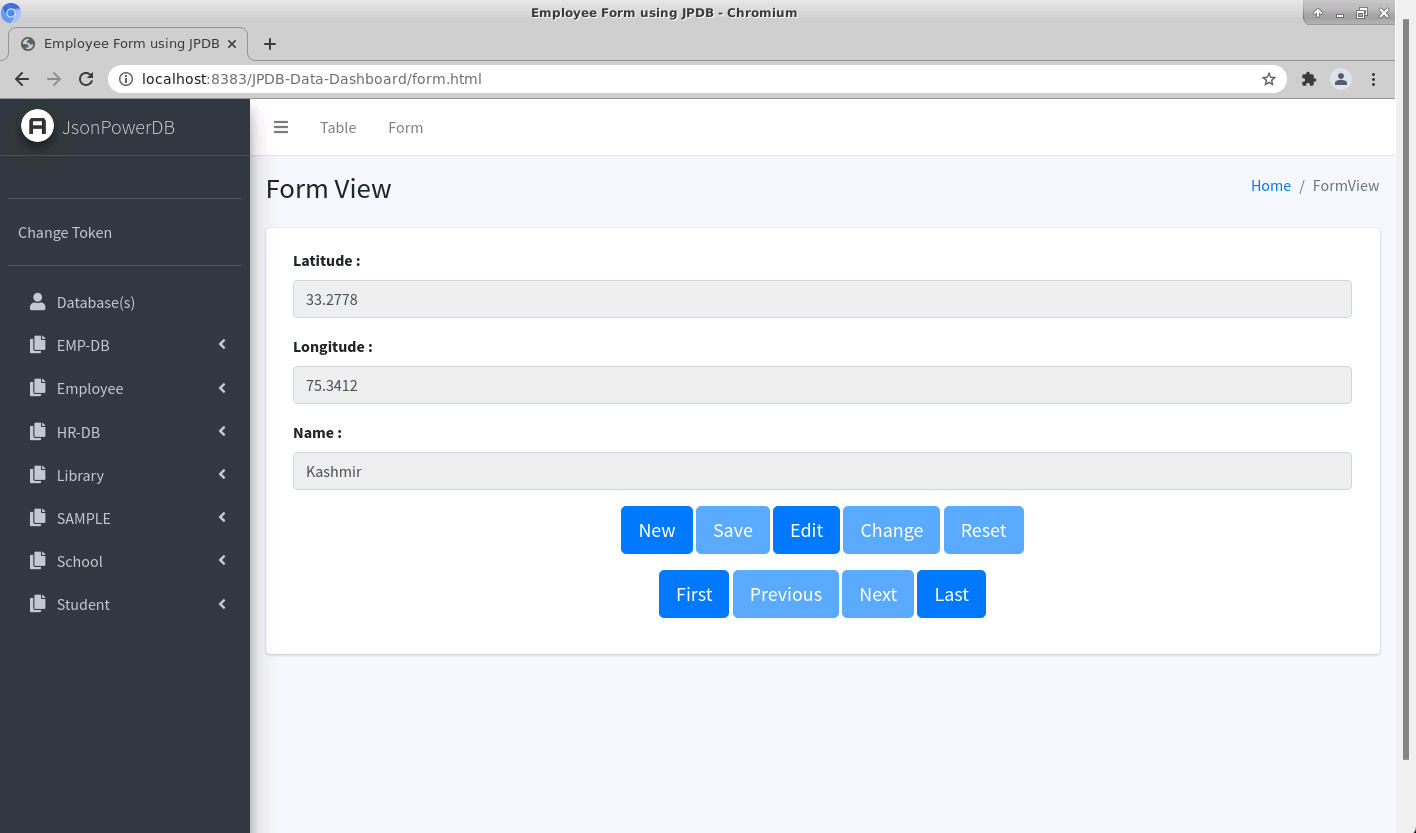 Employee Form using JPDB - Chromium
Employee Form using JPDB
localhost:8383/JPDB-Data-Dashboard/form.html
A JsonPowerDB
Table Form
Form View
Home / FormView
Change Token
Database(s)
EMP-DB
Employee
HR-DB
Library
SAMPLE
School
Student
Latitude :
33.2778
Longitude :
75.3412
Name :
Kashmir
New Save Edit Change Reset
First Previous Next Last